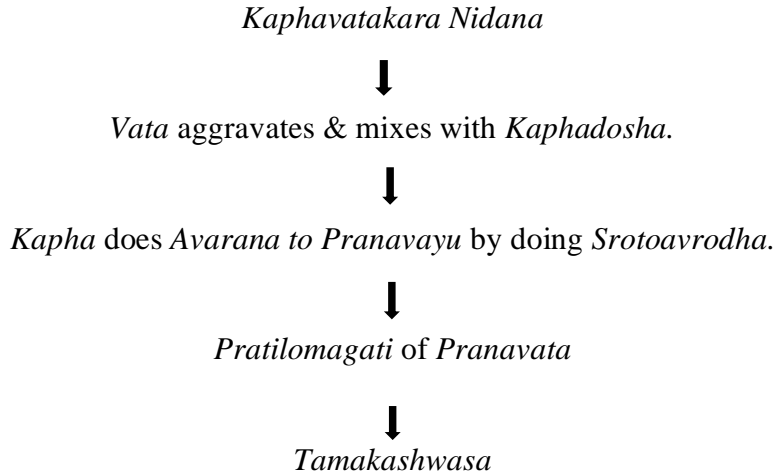 Kaphavatakara Nidana
Vata aggravates & mixes with Kaphadosha.
Kapha does Avarana to Pranavayu by doing Srotoavrodha.
Pratilomagati of Pranavata
Tamakashwasa